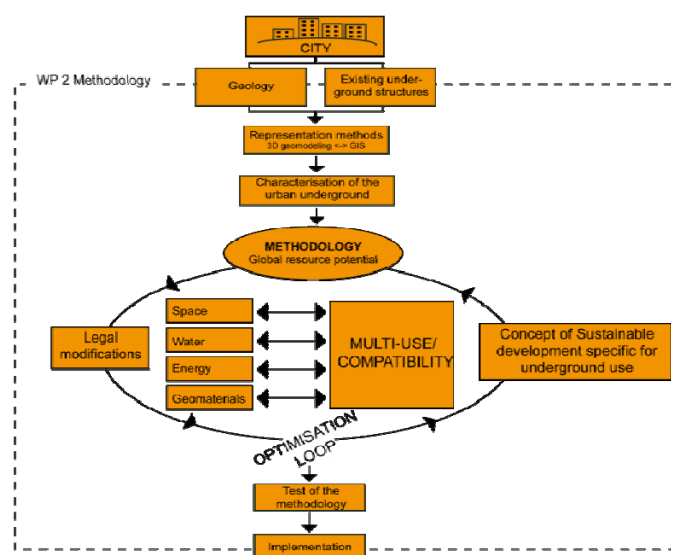 CITY
WP 2 Methodology
Geology
Existing under-
ground structures
Representation methods
3D geomodeling <-> GIS
Characterisation of the
urban underground
METHODOLOGY
Global resource potential
Space
Water
Energy
Geomaterials
MULTI-USE/
COMPATIBILITY
Legal
modifications
Concept of Sustainable
development specific for
underground use
OPTIMISATION
LOOP
Test of the
methodology
Implementation